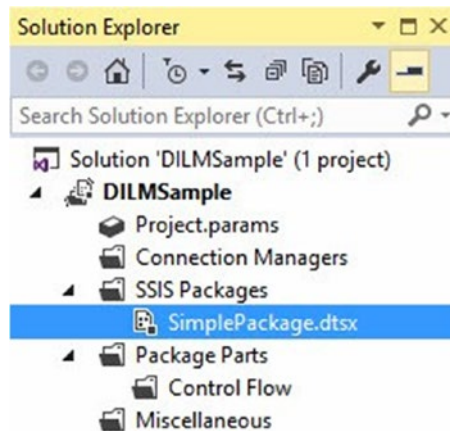 Solution Explorer
Search Solution Explorer (Ctrl+;)
Solution 'DILMSample' (1 project)
DILMSample
Project.params
Connection Managers
SSIS Packages
SimplePackage.dtsx
Package Parts
Control Flow
Miscellaneous